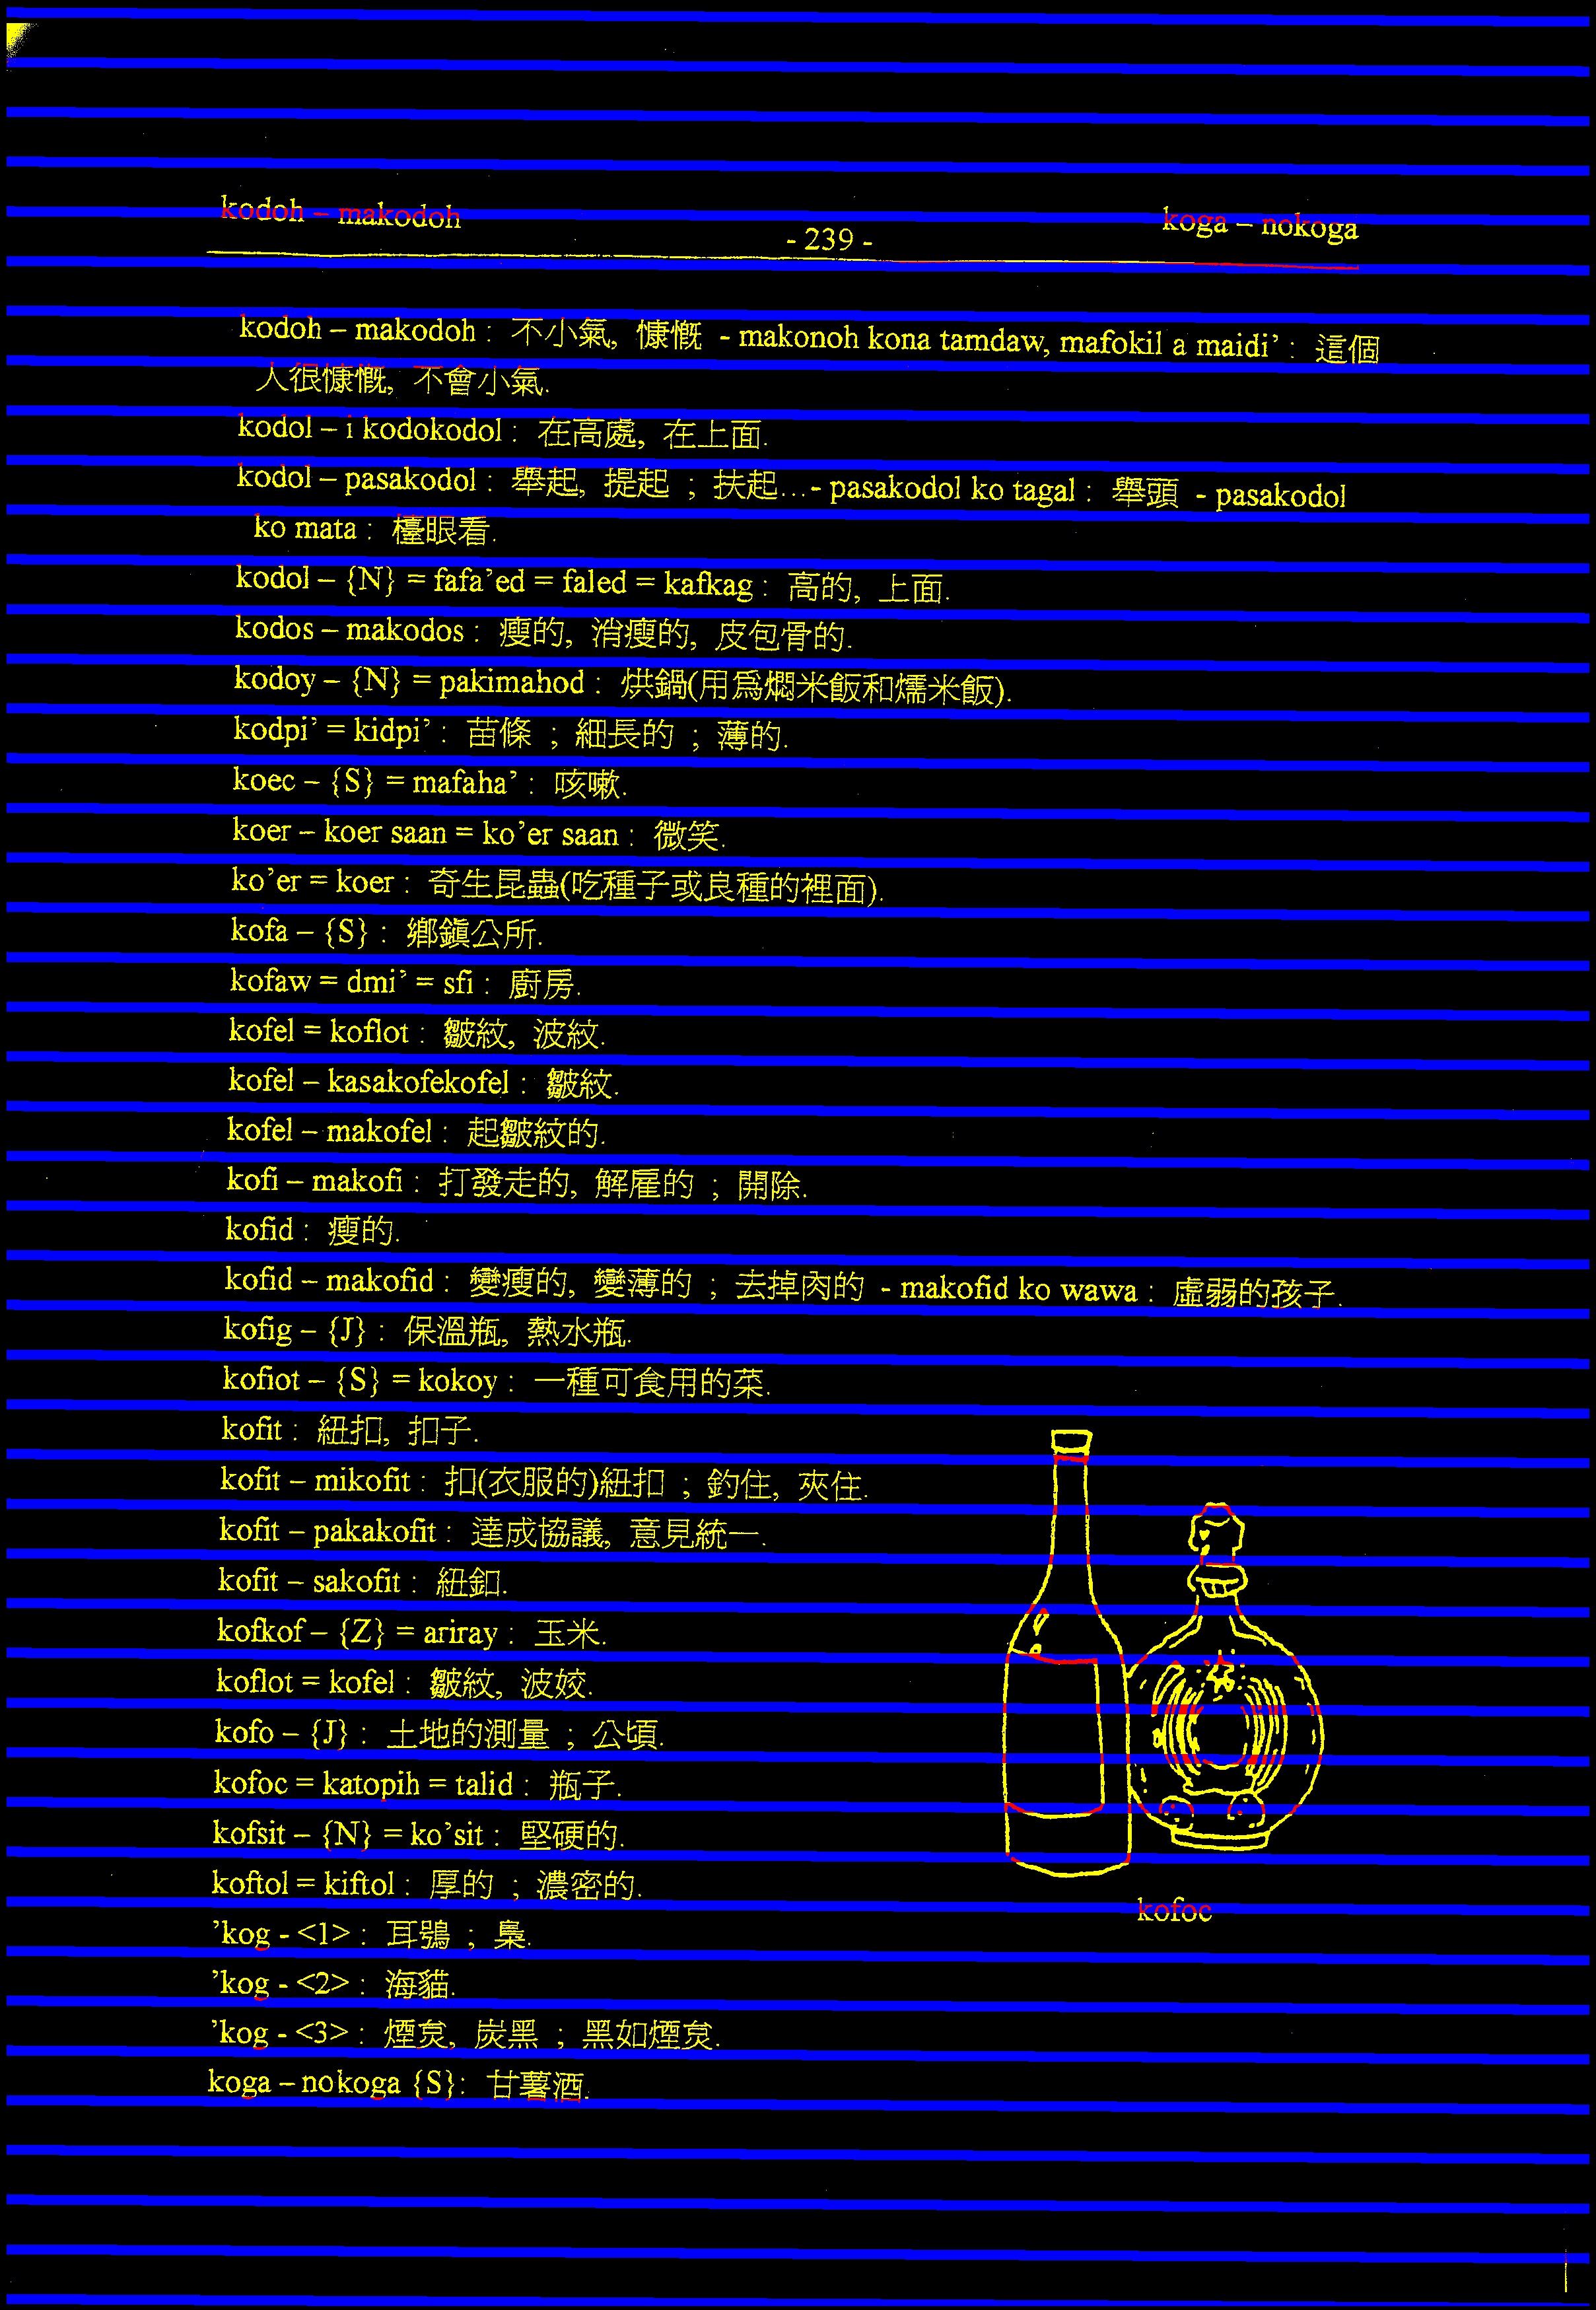 kodoh – makodoh
- 239 -
koga – nokoga
kodoh – makodoh : 不小氣, 慷慨 - makonoh kona tamdaw, mafokil a maidi’ : 這個
人很慷慨, 不會小氣.
kodol – i kodokodol : 在高處, 在上面.
kodol – pasakodol : 舉起, 提起 ; 扶起…- pasakodol ko tagal : 舉頭 - pasakodol
ko mata : 檯眼看.
kodol – {N} = fafa’ed = faled = kafkag : 高的, 上面.
kodos – makodos : 瘦的, 消瘦的, 皮包骨的.
kodoy – {N} = pakimahod : 烘鍋(用爲燜米飯和燸米飯).
kodpi’ = kidpi’ : 苗條 ; 細長的 ; 薄的.
koec – {S} = mafaha’ : 咳嗽.
koer – koer saan = ko’er saan : 微笑.
ko’er = koer : 奇生昆蟲(吃種子或良種的裡面).
kofa – {S} : 鄉鎮公所.
kofaw = dmi’ = sfi : 廚房.
kofel = koflot : 皺紋, 波紋.
kofel – kasakofekofel : 皺紋.
kofel – makofel : 起皺紋的.
kofi – makofi : 打發走的, 解雇的 ; 開除.
kofid : 瘦的.
kofid – makofid : 變瘦的, 變薄的 ; 去掉肉的 - makofid ko wawa : 虛弱的孩子.
kofig – {J} : 保溫瓶, 熱水瓶.
kofiot – {S} = kokoy : 一種可食用的菜.
kofit : 紐扣, 扣子.
kofit – mikofit : 扣(衣服的)紐扣 ; 釣住, 夾住.
kofit – pakakofit : 達成協議, 意見統一.
kofit – sakofit : 紐釦.
kofkof – {Z} = ariray : 玉米.
koflot = kofel : 皺紋, 波姣.
kofo – {J} : 土地的測量 ; 公頃.
kofoc = katopih = talid : 瓶子.
kofsit – {N} = ko’sit : 堅硬的.
koftol = kiftol : 厚的 ; 濃密的.
kofoc
’kog - <1> : 耳鴞 ; 梟.
’kog - <2> : 海貓.
’kog - <3> : 煙炱, 炭黑 ; 黑如煙炱.
koga – nokoga {S}: 甘薯酒.